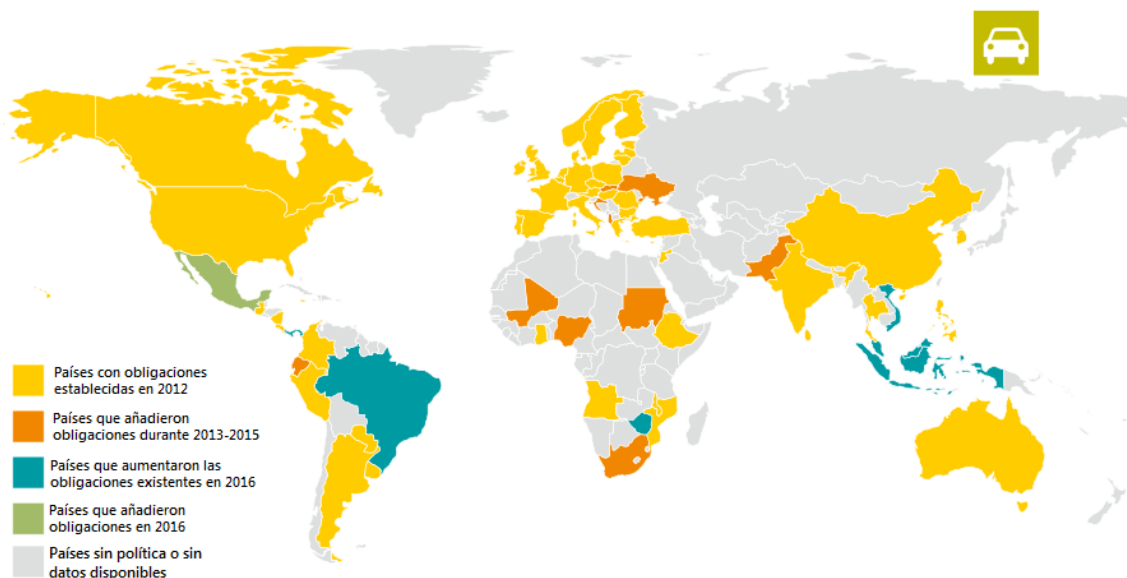 Países con obligaciones
establecidas en 2012
Países que añadieron
obligaciones durante 2013-2015
Países que aumentaron las
obligaciones existentes en 2016
Países que añadieron
obligaciones en 2016
Países sin política o sin
datos disponibles